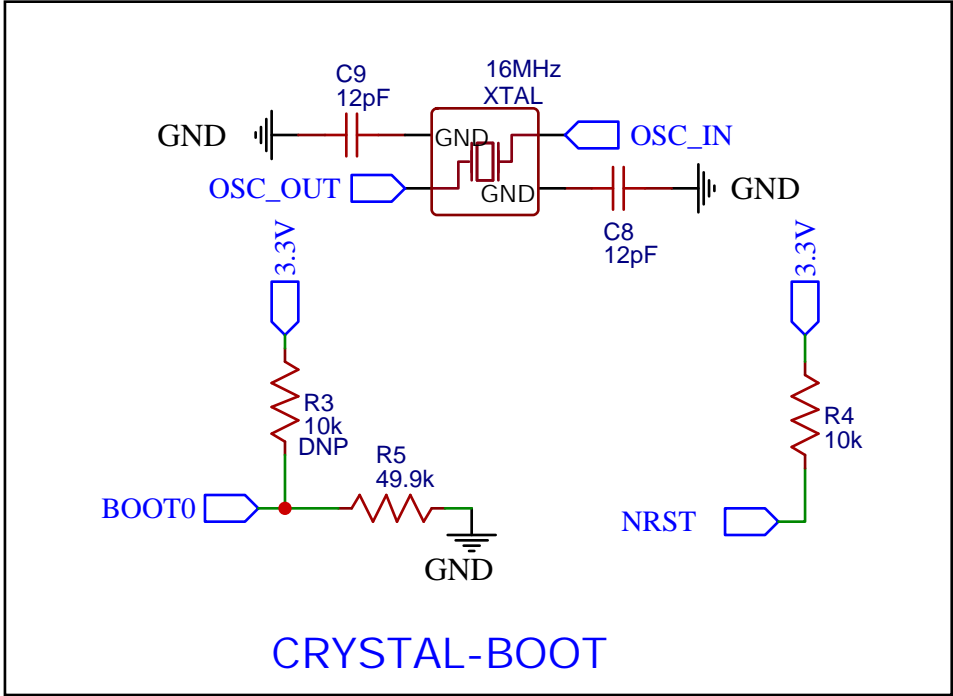 C9
12pF
16MHz
XTAL
GND
GND
OSC_IN
OSC_OUT
GND
GND
C8
12pF
3.3V
3.3V
R3
10k
DNP
R4
10k
R5
49.9k
BOOT0
NRST
GND
CRYSTAL-BOOT